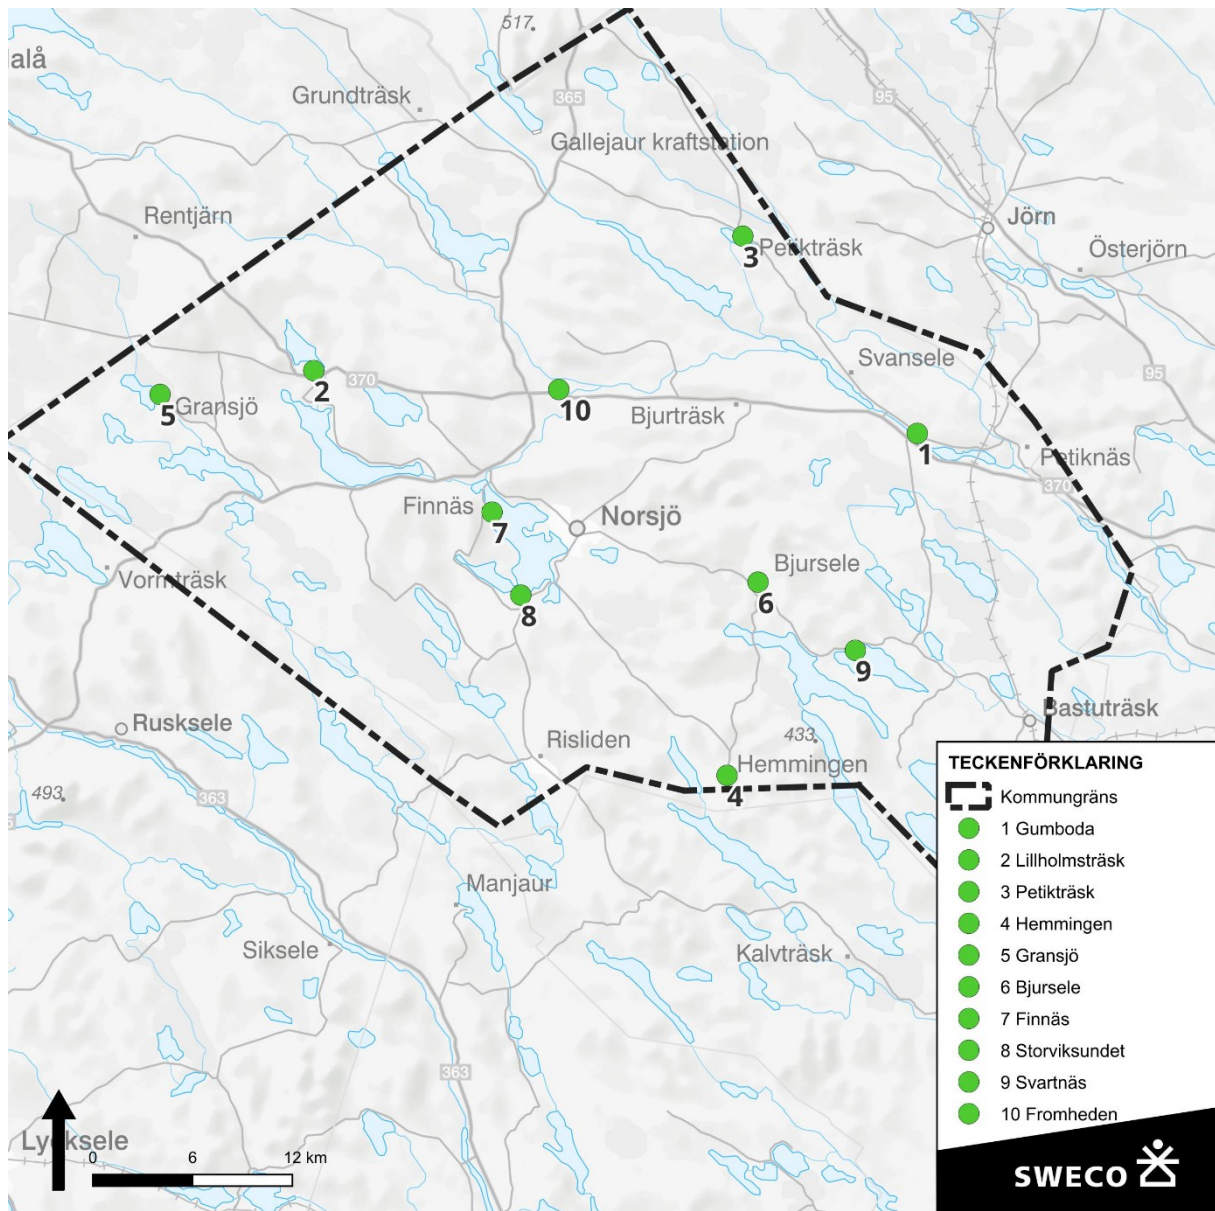 517.
alå
Grundträsk
365
95
Gallejaur kraftstation
Rentjärn
Jörn
3
Petikträsk
Österjörn
Svansele
2
370
95
5
Gransjö
10
Bjurträsk
1
Petiknäs
370
Finnäs
7
Norsjö
Vormträsk
Bjursele
6
8
9
Rusksele
Bastuträsk
Risliden
433.
Hemmingen
4
493.
363
Manjaur
Siksele
Kalvträsk
363
Lycksele
0 6 12 km
TECKENFÖRKLARING
Kommungräns
1 Gumboda
2 Lillholmsträsk
3 Petikträsk
4 Hemmingen
5 Gransjö
6 Bjursele
7 Finnäs
8 Storviksundet
9 Svartnäs
10 Fromheden
SWECO